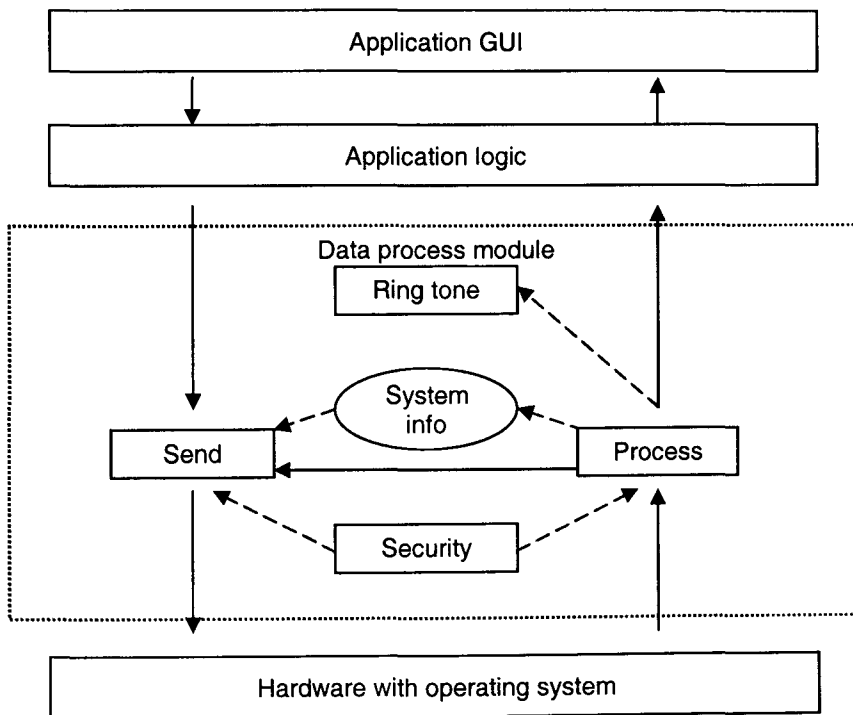 Application GUI
Application logic
Data process module
Ring tone
System
info
Send
Process
Security
Hardware with operating system